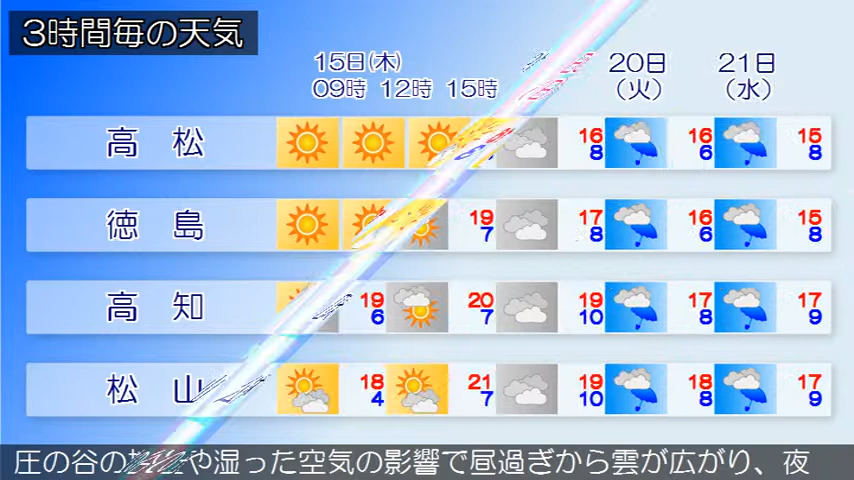 3時間毎の天気
15日(木)
09時 12時 15時
20日 21日
(火) (水)
高松 16 8 16 6 15 8
徳島 19 7 17 8 16 6 15 8
高知 19 6 20 7 19 10 17 8 17 9
松山 18 4 21 7 19 10 18 8 17 9
圧の谷の や湿った空気の影響で昼過ぎから雲が広がり、夜